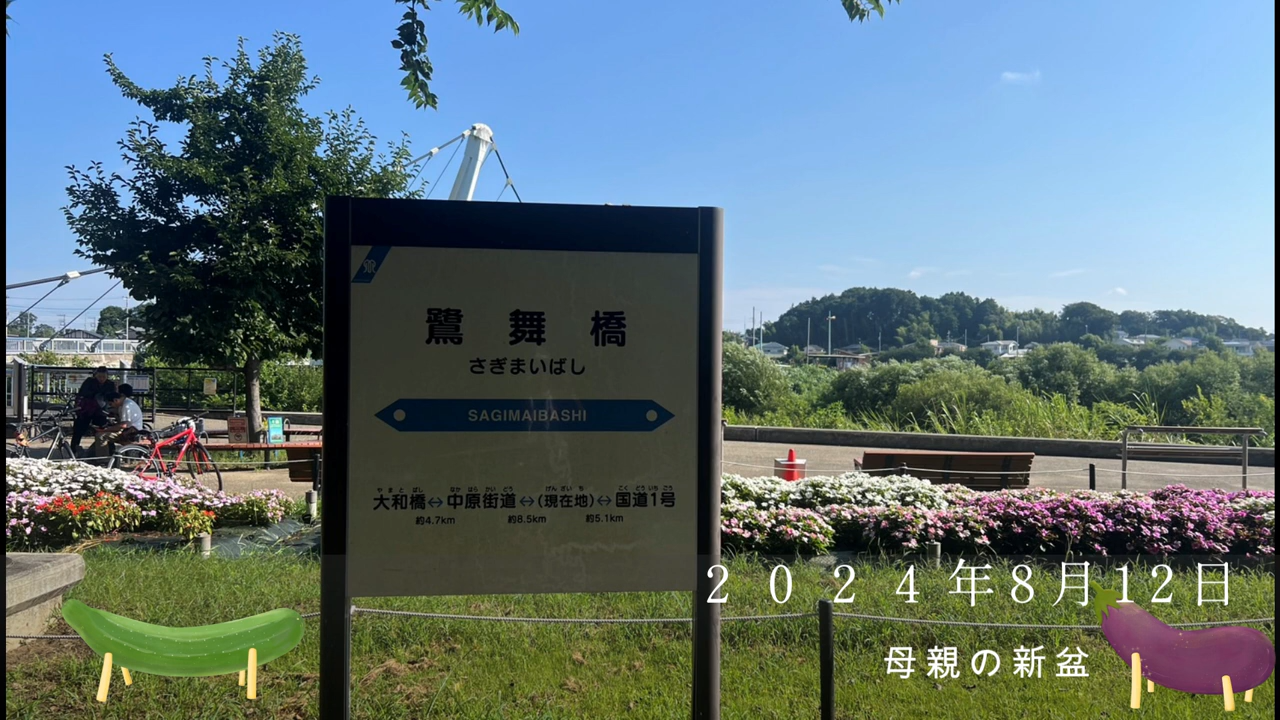 鷺舞橋
さぎまいばし
SAGIMAIBASHI
やまとばし なかはらかいどう げんざいち こくどういちごう
大和橋⇔中原街道⇔(現在地)⇔国道1号
約4.7km 約8.5km 約5.1km
2024年8月12日
母親の新盆